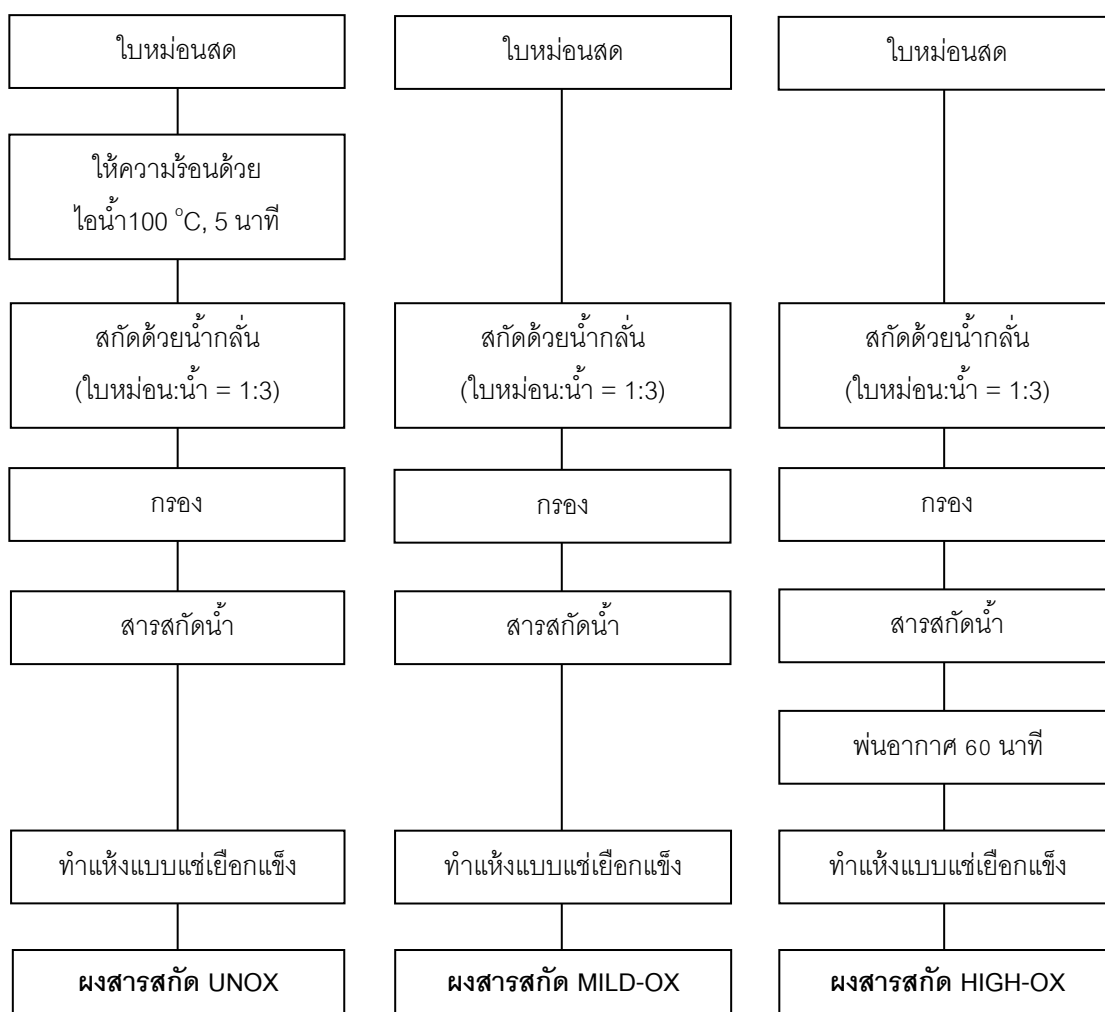 ใบหม่อนสด
ให้ความร้อนด้วย
ไอน้ำ100 °C, 5 นาที
สกัดด้วยน้ำกลั่น
(ใบหม่อน:น้ำ = 1:3)
กรอง
สารสกัดน้ำ
ทำแห้งแบบแช่เยือกแข็ง
ผงสารสกัด UNOX
ใบหม่อนสด
สกัดด้วยน้ำกลั่น
(ใบหม่อน:น้ำ = 1:3)
กรอง
สารสกัดน้ำ
ทำแห้งแบบแช่เยือกแข็ง
ผงสารสกัด MILD-OX
ใบหม่อนสด
สกัดด้วยน้ำกลั่น
(ใบหม่อน:น้ำ = 1:3)
กรอง
สารสกัดน้ำ
พ่นอากาศ 60 นาที
ทำแห้งแบบแช่เยือกแข็ง
ผงสารสกัด HIGH-OX